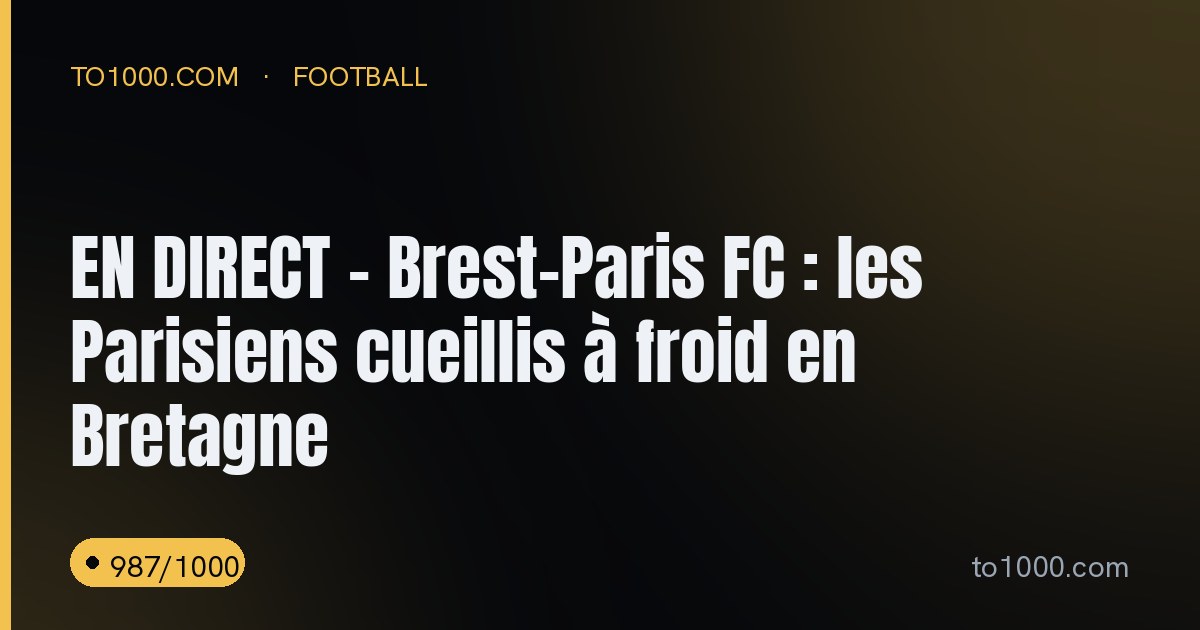 TO1000.COM · FOOTBALL
EN DIRECT - Brest-Paris FC : les
Parisiens cueillis à froid en
Bretagne
987/1000
to1000.com